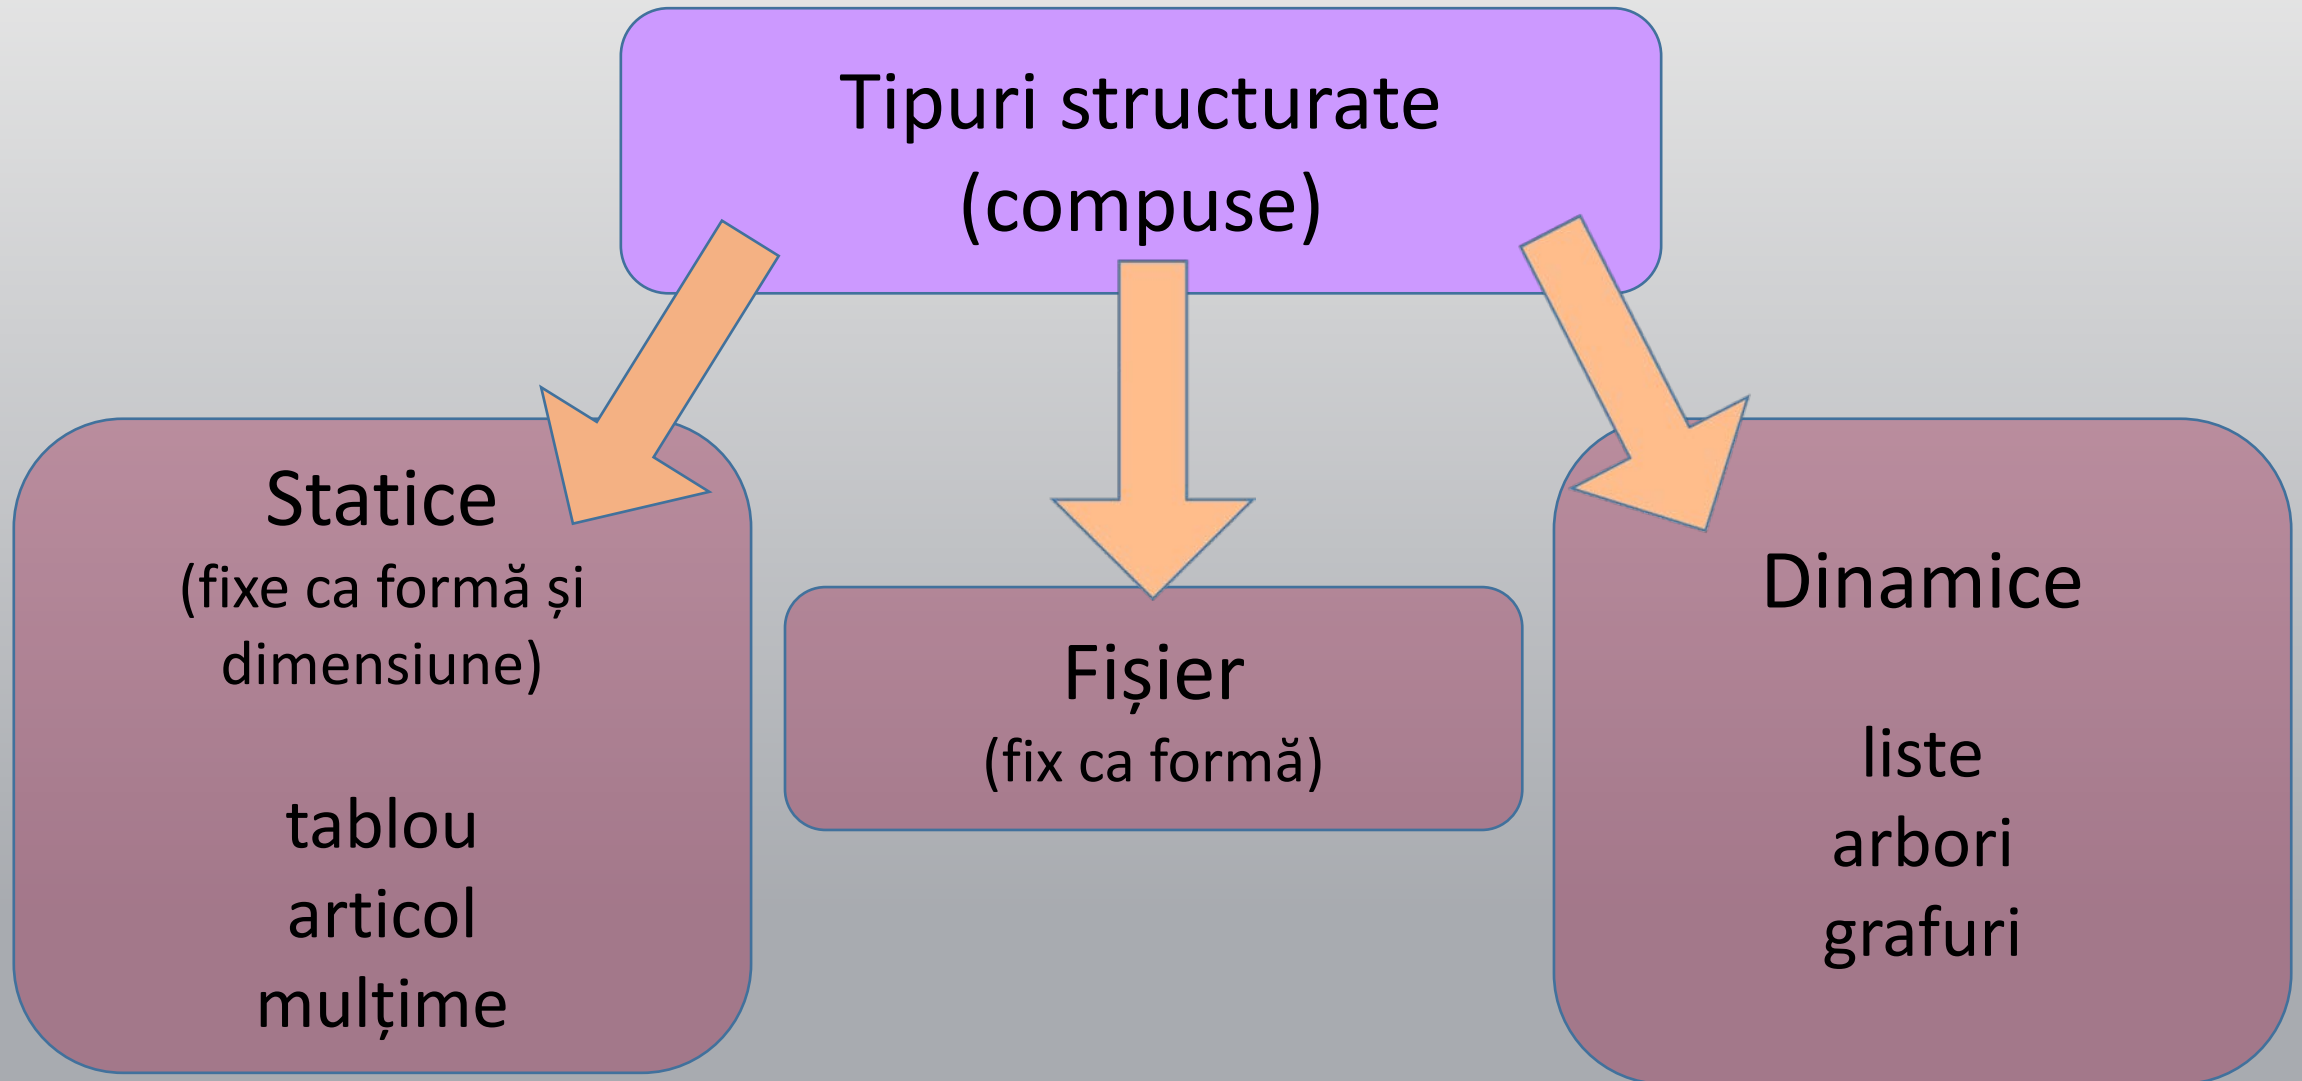 Tipuri structurate
(compuse)
Statice
(fixe ca formă și
dimensiune)
tablou
articol
mulțime
Fișier
(fix ca formă)
Dinamice
liste
arbori
grafuri